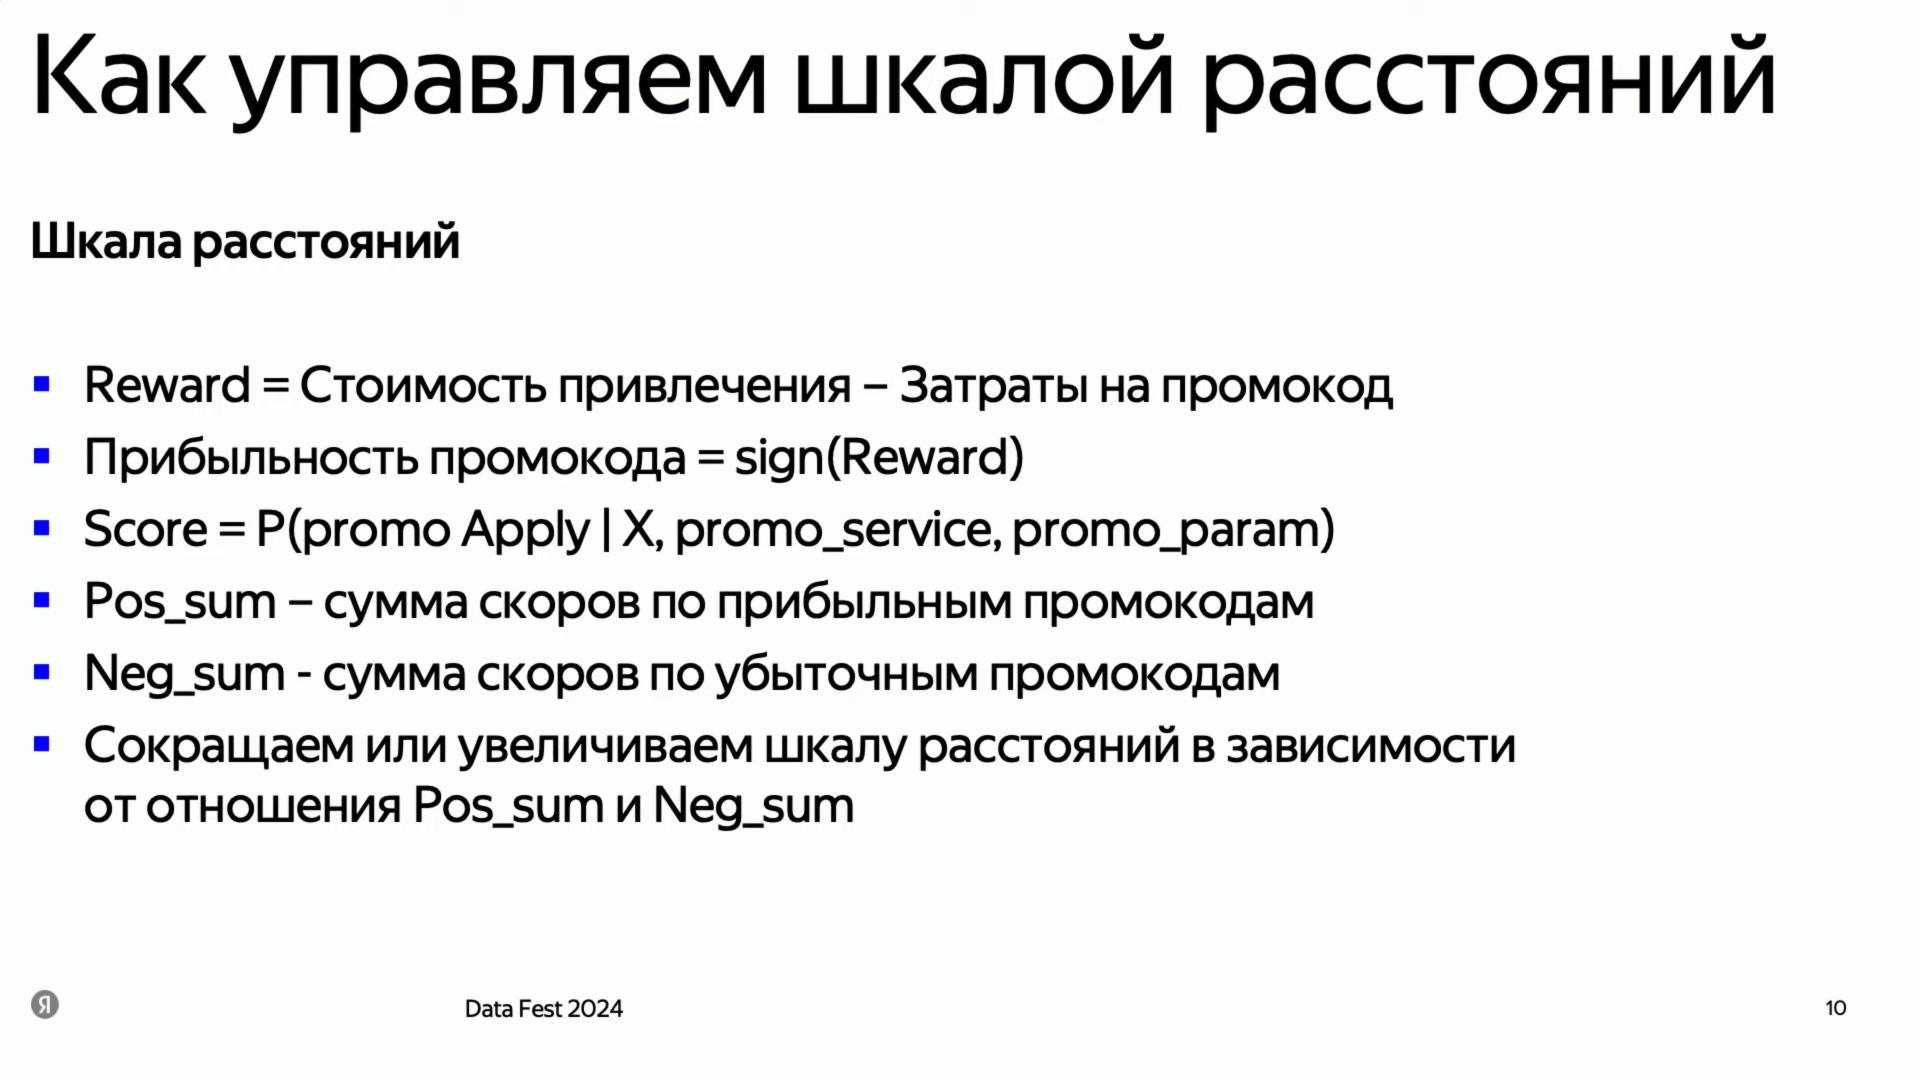 Как управляем шкалой расстояний
Шкала расстояний
Reward = Стоимость привлечения – Затраты на промокод
Прибыльность промокода = sign(Reward)
Score = P(promo Apply | X, promo_service, promo_param)
Pos_sum – сумма скоров по прибыльным промокодам
Neg_sum - сумма скоров по убыточным промокодам
Сокращаем или увеличиваем шкалу расстояний в зависимости
от отношения Pos_sum и Neg_sum
Я
Data Fest 2024
10